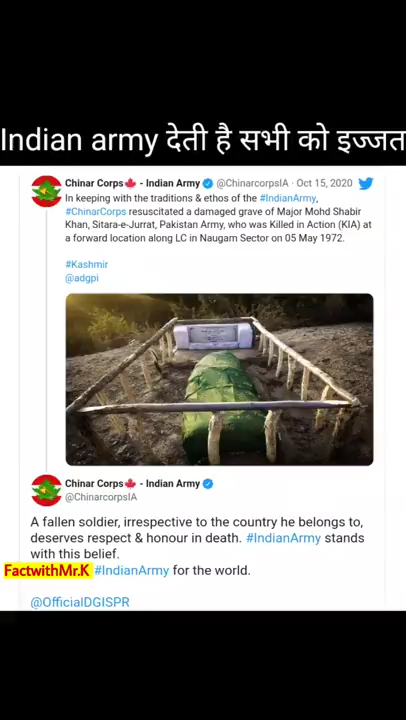 Indian army देती है सभी को इज्जत
Chinar Corps🍁 - Indian Army @ChinarcorpsIA · Oct 15, 2020
In keeping with the traditions & ethos of the #IndianArmy,
#ChinarCorps resuscitated a damaged grave of Major Mohd Shabir
Khan, Sitara-e-Jurrat, Pakistan Army, who was Killed in Action (KIA) at
a forward location along LC in Naugam Sector on 05 May 1972.
#Kashmir
@adgpi
Chinar Corps🍁 - Indian Army
@ChinarcorpsIA
A fallen soldier, irrespective to the country he belongs to,
deserves respect & honour in death. #IndianArmy stands
with this belief.
FactwithMr.K #IndianArmy for the world.
@OfficialDGISPR